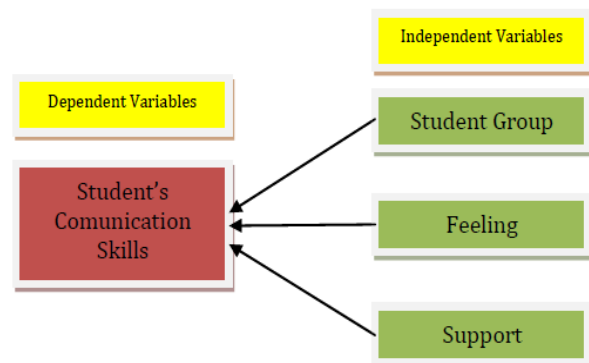 Independent Variables
Dependent Variables
Student Group
Student's
Comunication
Skills
Feeling
Support